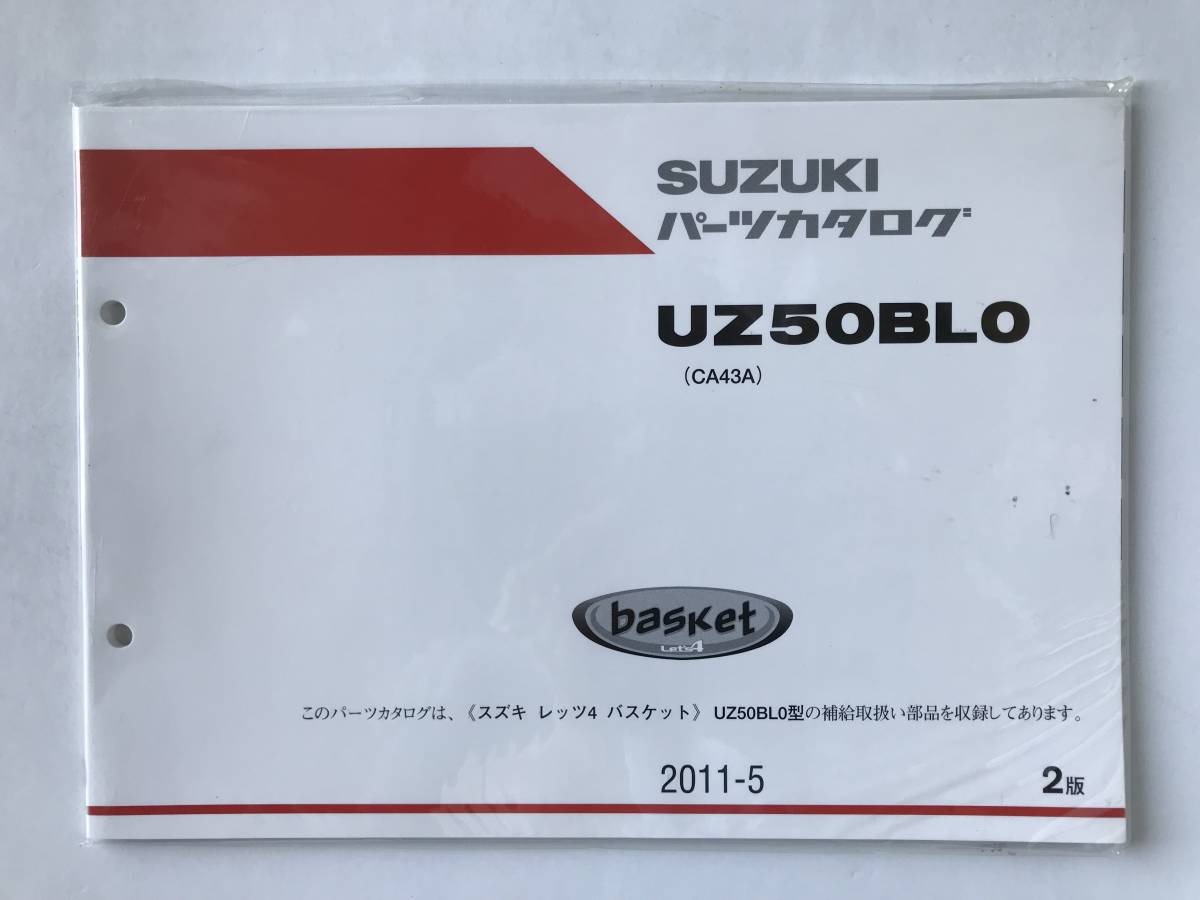 SUZUKI
パーツカタログ
UZ50BL0
（CA43A）
basket
Let's4
このパーツカタログは、《スズキ レッツ4 バスケット》 UZ50BL0型の補給取扱い部品を収録してあります。
2011-5
2版